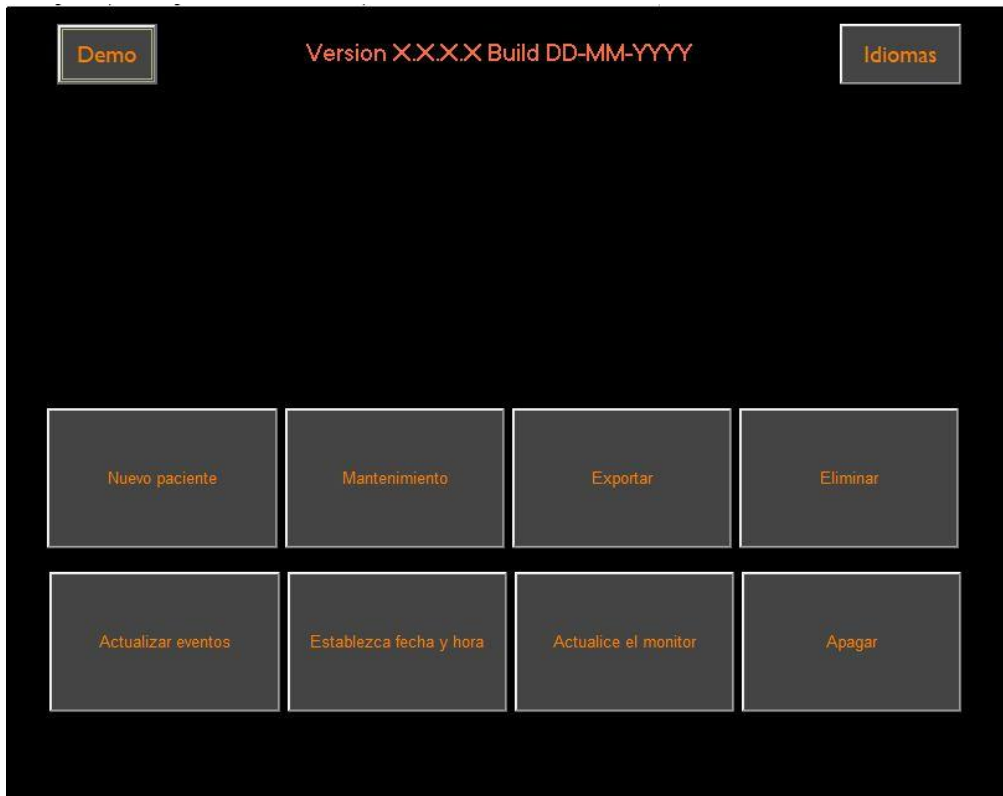 Demo
Version X.X.X.X Build DD-MM-YYYY
Idiomas
Nuevo paciente
Mantenimiento
Exportar
Eliminar
Actualizar eventos
Establezca fecha y hora
Actualice el monitor
Apagar